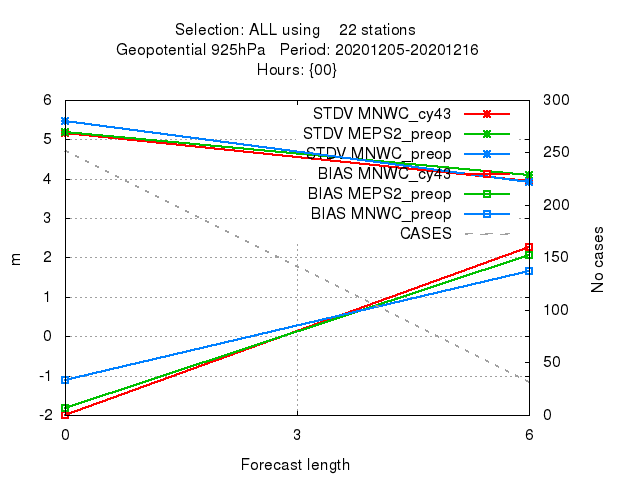 Selection: ALL using    22 stations
Geopotential 925hPa   Period: 20201205-20201216
Hours: {00}
STDV MNWC_cy43
STDV MEPS2_preop
STDV MNWC_preop
BIAS MNWC_cy43
BIAS MEPS2_preop
BIAS MNWC_preop
CASES
6
5
4
3
2
1
0
-1
-2
m
300
250
200
150
100
50
0
No cases
0 3 6
Forecast length